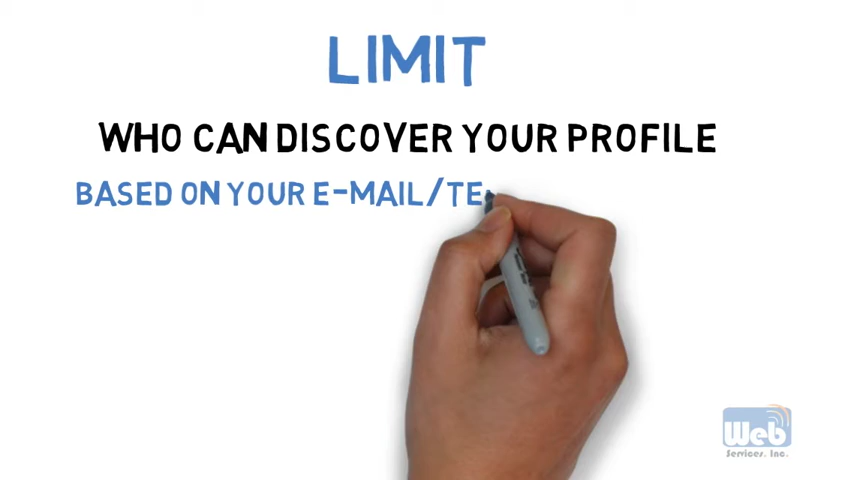 LIMIT
WHO CAN DISCOVER YOUR PROFILE
BASED ON YOUR E-MAIL/TE
Web
Services, Inc.